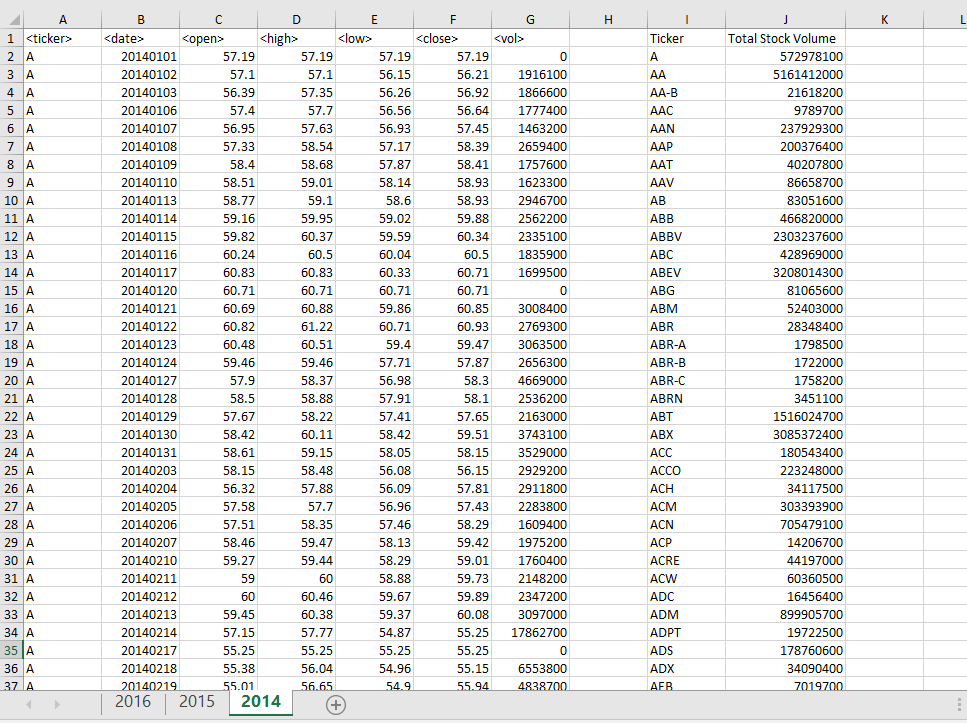 A B C D E F G H I J K L
1 <ticker> <date> <open> <high> <low> <close> <vol> Ticker Total Stock Volume
2 A 20140101 57.19 57.19 57.19 57.19 0 A 572978100
3 A 20140102 57.1 57.1 56.15 56.21 1916100 AA 5161412000
4 A 20140103 56.39 57.35 56.26 56.92 1866600 AA-B 21618200
5 A 20140106 57.4 57.7 56.56 56.64 1777400 AAC 9789700
6 A 20140107 56.95 57.63 56.93 57.45 1463200 AAN 237929300
7 A 20140108 57.33 58.54 57.17 58.39 2659400 AAP 200376400
8 A 20140109 58.4 58.68 57.87 58.41 1757600 AAT 40207800
9 A 20140110 58.51 59.01 58.14 58.93 1623300 AAV 86658700
10 A 20140113 58.77 59.1 58.6 58.93 2946700 AB 83051600
11 A 20140114 59.16 59.95 59.02 59.88 2562200 ABB 466820000
12 A 20140115 59.82 60.37 59.59 60.34 2335100 ABBV 2303237600
13 A 20140116 60.24 60.5 60.04 60.5 1835900 ABC 428969000
14 A 20140117 60.83 60.83 60.33 60.71 1699500 ABEV 3208014300
15 A 20140120 60.71 60.71 60.71 60.71 0 ABG 81065600
16 A 20140121 60.69 60.88 59.86 60.85 3008400 ABM 52403000
17 A 20140122 60.82 61.22 60.71 60.93 2769300 ABR 28348400
18 A 20140123 60.48 60.51 59.4 59.47 3063500 ABR-A 1798500
19 A 20140124 59.46 59.46 57.71 57.87 2656300 ABR-B 1722000
20 A 20140127 57.9 58.37 56.98 58.3 4669000 ABR-C 1758200
21 A 20140128 58.5 58.88 57.91 58.1 2536200 ABRN 3451100
22 A 20140129 57.67 58.22 57.41 57.65 2163000 ABT 1516024700
23 A 20140130 58.42 60.11 58.42 59.51 3743100 ABX 3085372400
24 A 20140131 58.61 59.15 58.05 58.15 3529000 ACC 180543400
25 A 20140203 58.15 58.48 56.08 56.15 2929200 ACCO 223248000
26 A 20140204 56.32 57.88 56.09 57.81 2911800 ACH 34117500
27 A 20140205 57.58 57.7 56.96 57.43 2283800 ACM 303393900
28 A 20140206 57.51 58.35 57.46 58.29 1609400 ACN 705479100
29 A 20140207 58.46 59.47 58.13 59.42 1975200 ACP 14206700
30 A 20140210 59.27 59.44 58.29 59.01 1760400 ACRE 44197000
31 A 20140211 59 60 58.88 59.73 2148200 ACW 60360500
32 A 20140212 60 60.46 59.67 59.89 2347200 ADC 16456400
33 A 20140213 59.45 60.38 59.37 60.08 3097000 ADM 899905700
34 A 20140214 57.15 57.77 54.87 55.25 17862700 ADPT 19722500
35 A 20140217 55.25 55.25 55.25 55.25 0 ADS 178760600
36 A 20140218 55.38 56.04 54.96 55.15 6553800 ADX 34090400
37 A 20140219 55.01 56.65 54.9 55.94 4838700 AEB 7019700
2016 2015 2014